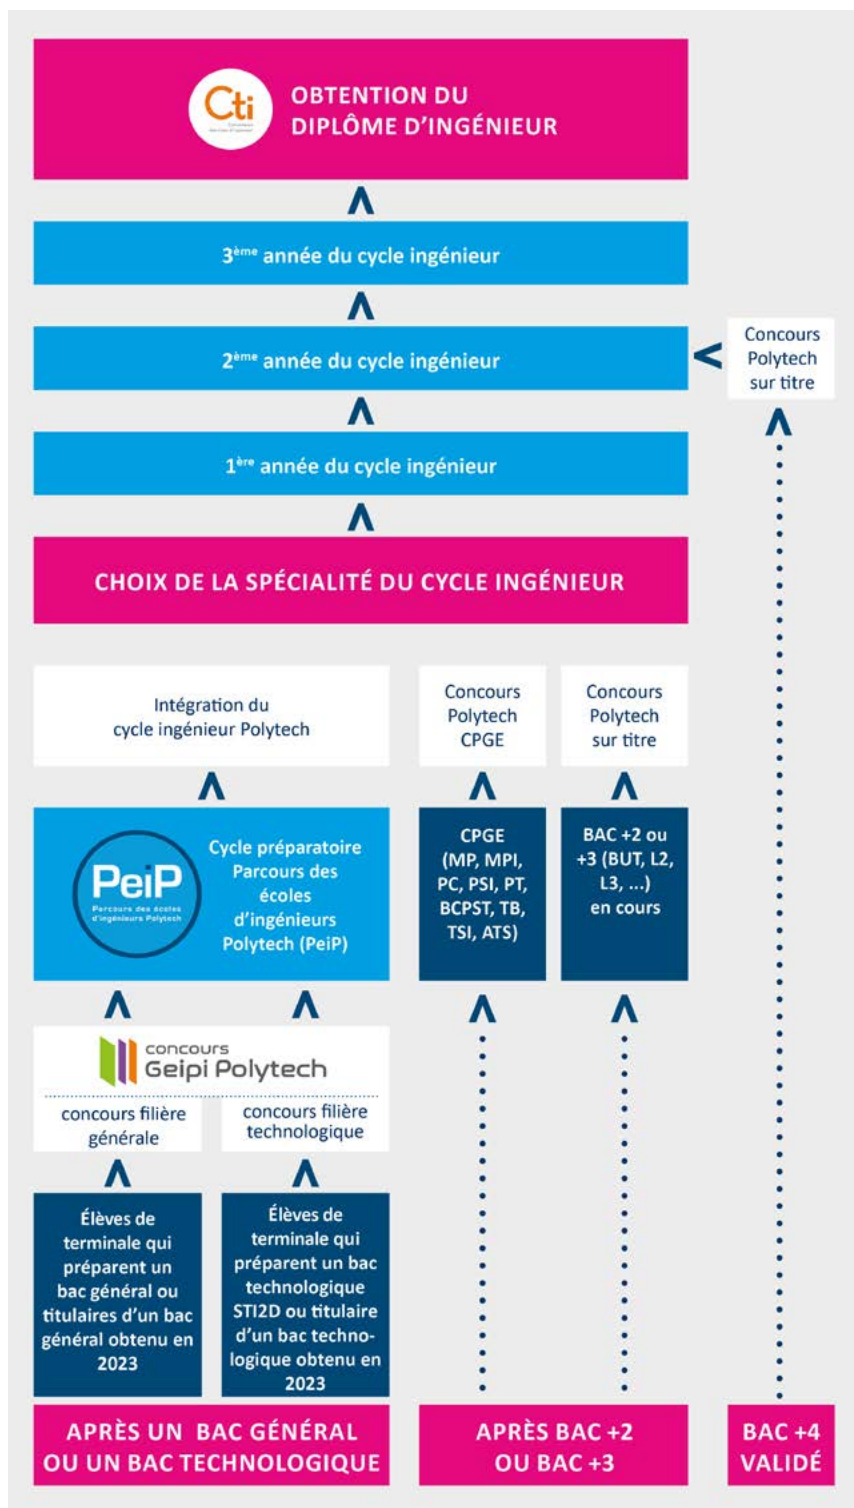 Cti
OBTENTION DU
DIPLÔME D'INGÉNIEUR
3ème année du cycle ingénieur
2ème année du cycle ingénieur
Concours
Polytech
sur titre
1ère année du cycle ingénieur
CHOIX DE LA SPÉCIALITÉ DU CYCLE INGÉNIEUR
Intégration du
cycle ingénieur Polytech
Concours
Polytech
CPGE
Concours
Polytech
sur titre
PeiP
Parcours des écoles
d'ingénieurs Polytech
Cycle préparatoire
Parcours des
écoles
d'ingénieurs
Polytech (PeiP)
CPGE
(MP, MPI,
PC, PSI, PT,
BCPST, TB,
TSI, ATS)
BAC +2 ou
+3 (BUT, L2,
L3, ...)
en cours
concours
Geipi Polytech
concours filière
générale
concours filière
technologique
Élèves de
terminale qui
préparent un
bac général ou
titulaires d'un bac
général obtenu en
2023
Élèves de
terminale qui
préparent un bac
technologique
STI2D ou titulaire
d'un bac techno-
logique obtenu en
2023
APRÈS UN BAC GÉNÉRAL
OU UN BAC TECHNOLOGIQUE
APRÈS BAC +2
OU BAC +3
BAC +4
VALIDÉ